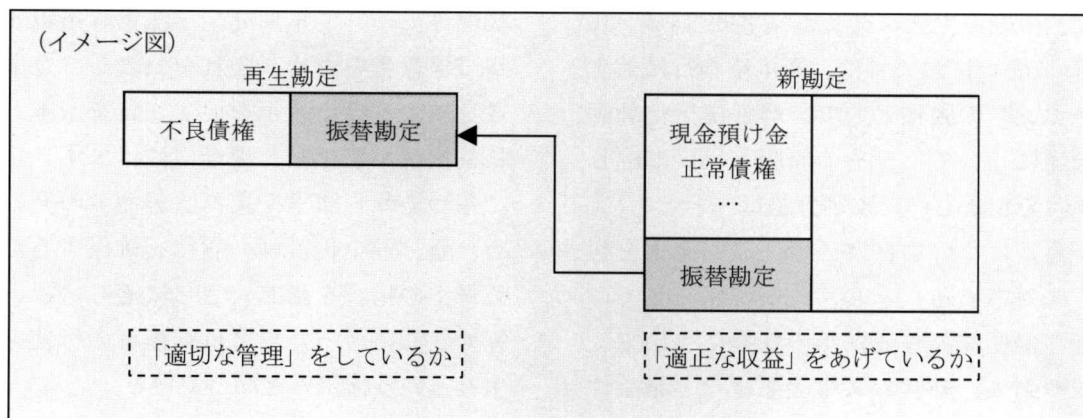 （イメージ図）
再生勘定
不良債権
振替勘定
「適切な管理」をしているか
新勘定
現金預け金
正常債権
…
振替勘定
「適正な収益」をあげているか